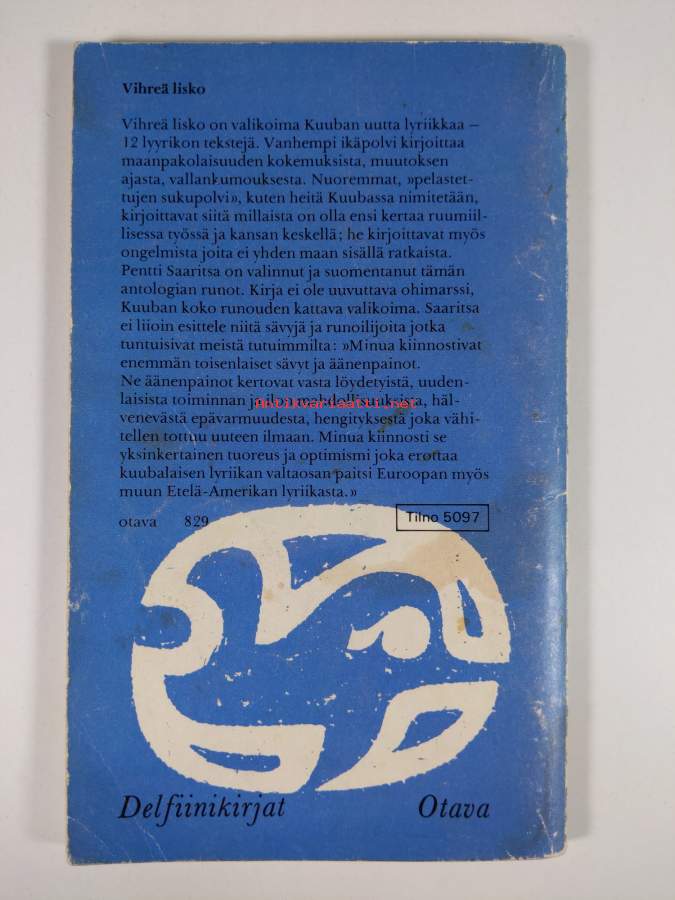 Vihreä lisko
Vihreä lisko on valikoima Kuuban uutta lyriikkaa –
12 lyyrikon tekstejä. Vanhempi ikäpolvi kirjoittaa
maanpakolaisuuden kokemuksista, muutoksen
ajasta, vallankumouksesta. Nuoremmat, »pelastet-
tujen sukupolvi», kuten heitä Kuubassa nimitetään,
kirjoittavat siitä millaista on olla ensi kertaa ruumiil-
lisessa työssä ja kansan keskellä; he kirjoittavat myös
ongelmista joita ei yhden maan sisällä ratkaista.
Pentti Saaritsa on valinnut ja suomentanut tämän
antologian runot. Kirja ei ole uuvuttava ohimarssi,
Kuuban koko runouden kattava valikoima. Saaritsa
ei liioin esittele niitä sävyjä ja runoilijoita jotka
tuntuisivat meistä tutuimmilta: »Minua kiinnostivat
enemmän toisenlaiset sävyt ja äänenpainot.
Ne äänenpainot kertovat vasta löydetyistä, uuden-
laisista toiminnan ja ilon mahdollisuuksista, häl-
antikvariaatti.net
venevästä epävarmuudesta, hengityksestä joka vähi-
tellen tottuu uuteen ilmaan. Minua kiinnosti se
yksinkertainen tuoreus ja optimismi joka erottaa
kuubalaisen lyriikan valtaosan paitsi Euroopan myös
muun Etelä-Amerikan lyriikasta.»
otava 829
Tilno 5097
Delfiinikirjat Otava